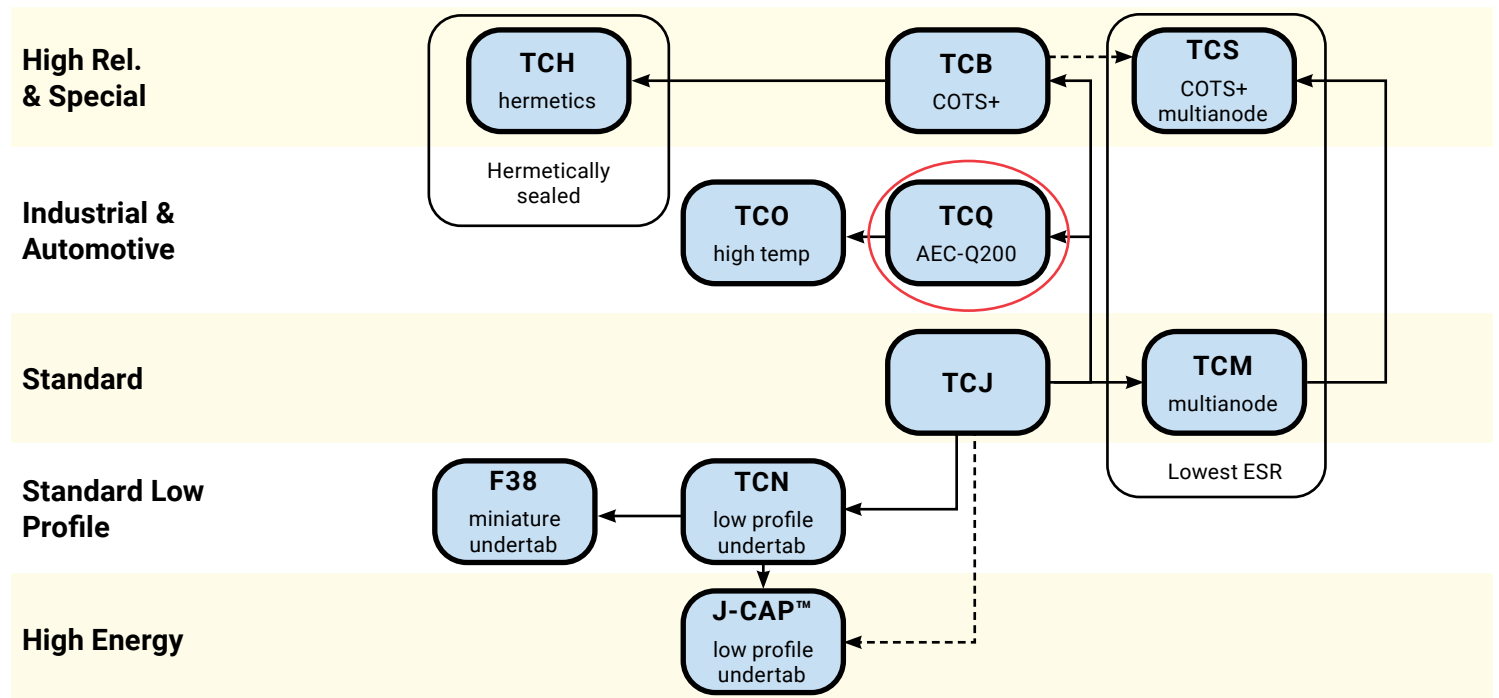 High Rel.
& Special
TCH
hermetics
Hermetically
sealed
TCB
COTS+
TCS
COTS+
multianode
Industrial &
Automotive
TCO
high temp
TCQ
AEC-Q200
Standard
TCJ
TCM
multianode
Lowest ESR
Standard Low
Profile
F38
miniature
undertab
TCN
low profile
undertab
High Energy
J-CAP™
low profile
undertab